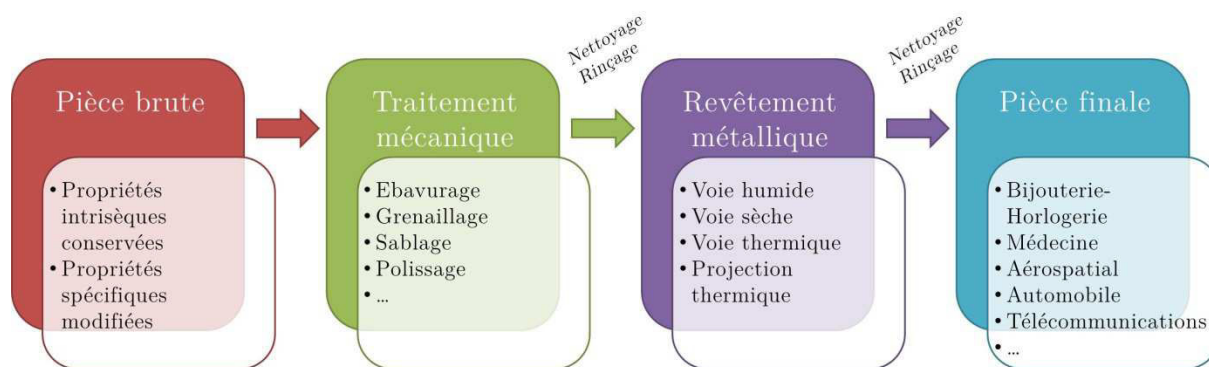 Nettoyage
Rinçage
Nettoyage
Rinçage
Pièce brute
• Propriétés
intrisèques
conservées
• Propriétés
spécifiques
modifiées
Traitement
mécanique
• Ebavurage
• Grenaillage
• Sablage
• Polissage
• ...
Revêtement
métallique
• Voie humide
• Voie sèche
• Voie thermique
• Projection
thermique
Pièce finale
• Bijouterie-
Horlogerie
• Médecine
• Aérospatial
• Automobile
• Télécommunications
• ...